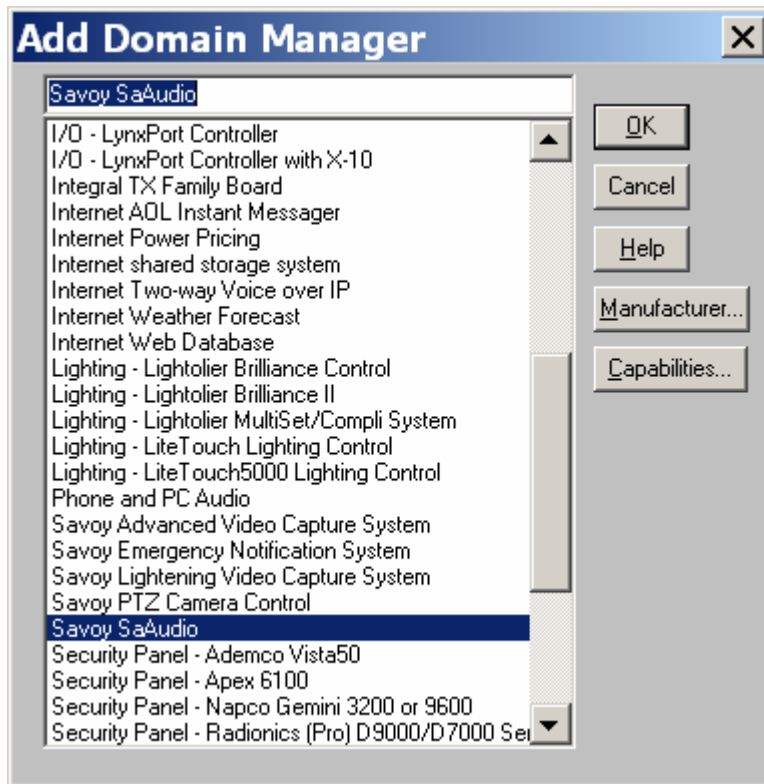 Add Domain Manager
Savoy SaAudio
I/O - LynxPort Controller
I/O - LynxPort Controller with X-10
Integral TX Family Board
Internet AOL Instant Messager
Internet Power Pricing
Internet shared storage system
Internet Two-way Voice over IP
Internet Weather Forecast
Internet Web Database
Lighting - Lightolier Brilliance Control
Lighting - Lightolier Brilliance II
Lighting - Lightolier MultiSet/Compli System
Lighting - LiteTouch Lighting Control
Lighting - LiteTouch5000 Lighting Control
Phone and PC Audio
Savoy Advanced Video Capture System
Savoy Emergency Notification System
Savoy Lightening Video Capture System
Savoy PTZ Camera Control
Savoy SaAudio
Security Panel - Ademco Vista50
Security Panel - Apex 6100
Security Panel - Napco Gemini 3200 or 9600
Security Panel - Radionics (Pro) D9000/D7000 Ser
OK
Cancel
Help
Manufacturer...
Capabilities...